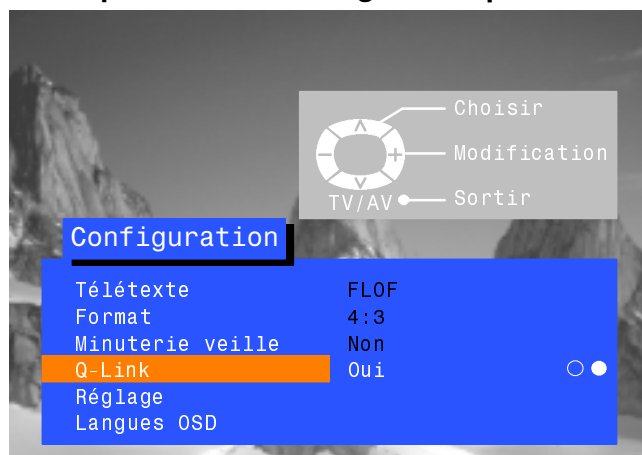 Choisir
Modification
TV/AV Sortir
Configuration
Télétexte FLOF
Format 4:3
Minuterie veille Non
Q-Link Oui
Réglage
Langues OSD